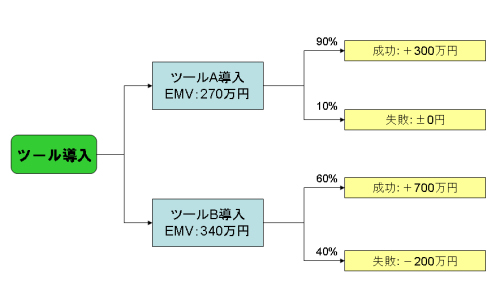 90%
成功：＋300万円
ツールA導入
EMV：270万円
10%
失敗：±0円
ツール導入
60%
成功：＋700万円
ツールB導入
EMV：340万円
40%
失敗：－200万円